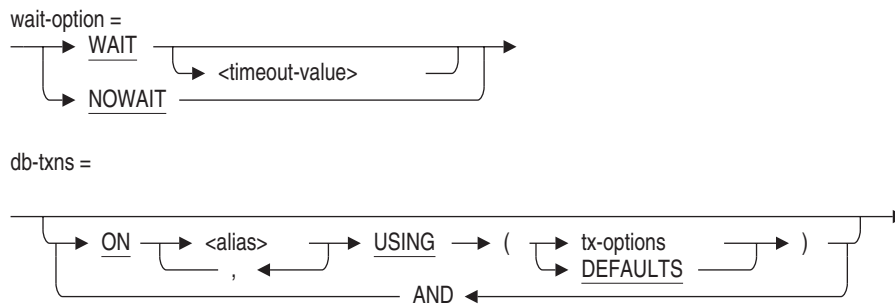 wait-option =
WAIT
<timeout-value>
NOWAIT
db-txns =
ON <alias> USING ( tx-options )
, DEFAULTS
AND